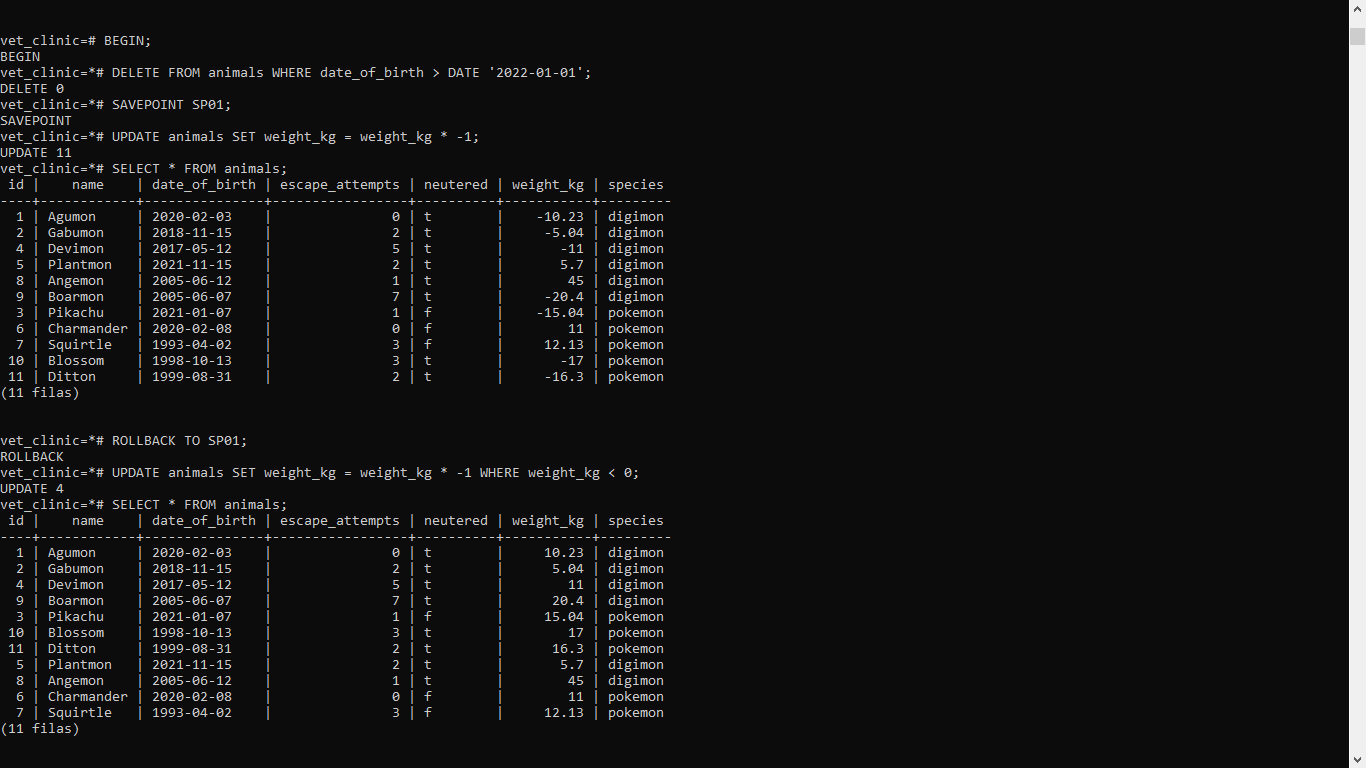 vet_clinic=# BEGIN;
BEGIN
vet_clinic=*# DELETE FROM animals WHERE date_of_birth > DATE '2022-01-01';
DELETE 0
vet_clinic=*# SAVEPOINT SP01;
SAVEPOINT
vet_clinic=*# UPDATE animals SET weight_kg = weight_kg * -1;
UPDATE 11
vet_clinic=*# SELECT * FROM animals;
 id |    name    | date_of_birth | escape_attempts | neutered | weight_kg | species
----+------------+---------------+-----------------+----------+-----------+---------
  1 | Agumon     | 2020-02-03    |               0 | t        |    -10.23 | digimon
  2 | Gabumon    | 2018-11-15    |               2 | t        |     -5.04 | digimon
  4 | Devimon    | 2017-05-12    |               5 | t        |       -11 | digimon
  5 | Plantmon   | 2021-11-15    |               2 | t        |       5.7 | digimon
  8 | Angemon    | 2005-06-12    |               1 | t        |        45 | digimon
  9 | Boarmon    | 2005-06-07    |               7 | t        |     -20.4 | digimon
  3 | Pikachu    | 2021-01-07    |               1 | f        |    -15.04 | pokemon
  6 | Charmander | 2020-02-08    |               0 | f        |        11 | pokemon
  7 | Squirtle   | 1993-04-02    |               3 | f        |     12.13 | pokemon
 10 | Blossom    | 1998-10-13    |               3 | t        |       -17 | pokemon
 11 | Ditton     | 1999-08-31    |               2 | t        |     -16.3 | pokemon
(11 filas)
vet_clinic=*# ROLLBACK TO SP01;
ROLLBACK
vet_clinic=*# UPDATE animals SET weight_kg = weight_kg * -1 WHERE weight_kg < 0;
UPDATE 4
vet_clinic=*# SELECT * FROM animals;
 id |    name    | date_of_birth | escape_attempts | neutered | weight_kg | species
----+------------+---------------+-----------------+----------+-----------+---------
  1 | Agumon     | 2020-02-03    |               0 | t        |     10.23 | digimon
  2 | Gabumon    | 2018-11-15    |               2 | t        |      5.04 | digimon
  4 | Devimon    | 2017-05-12    |               5 | t        |        11 | digimon
  9 | Boarmon    | 2005-06-07    |               7 | t        |      20.4 | digimon
  3 | Pikachu    | 2021-01-07    |               1 | f        |     15.04 | pokemon
 10 | Blossom    | 1998-10-13    |               3 | t        |        17 | pokemon
 11 | Ditton     | 1999-08-31    |               2 | t        |      16.3 | pokemon
  5 | Plantmon   | 2021-11-15    |               2 | t        |       5.7 | digimon
  8 | Angemon    | 2005-06-12    |               1 | t        |        45 | digimon
  6 | Charmander | 2020-02-08    |               0 | f        |        11 | pokemon
  7 | Squirtle   | 1993-04-02    |               3 | f        |     12.13 | pokemon
(11 filas)